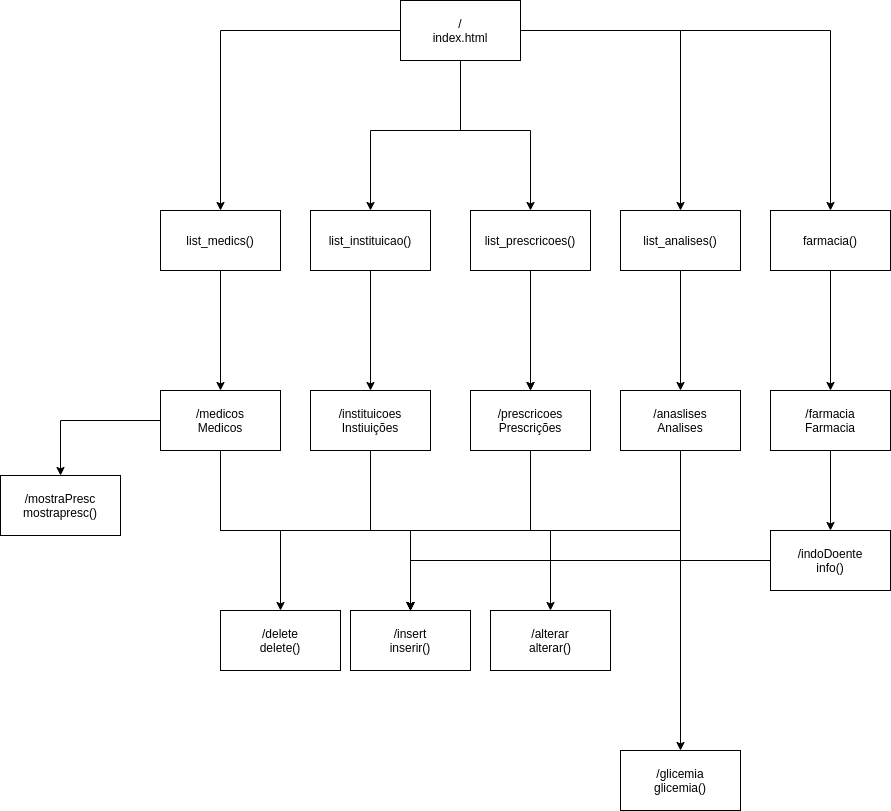 /
index.html
list_medics()
list_instituicao()
list_prescricoes()
list_analises()
farmacia()
/medicos
Medicos
/instituicoes
Instiuições
/prescricoes
Prescrições
/anaslises
Analises
/farmacia
Farmacia
/mostraPresc
mostrapresc()
/indoDoente
info()
/delete
delete()
/insert
inserir()
/alterar
alterar()
/glicemia
glicemia()